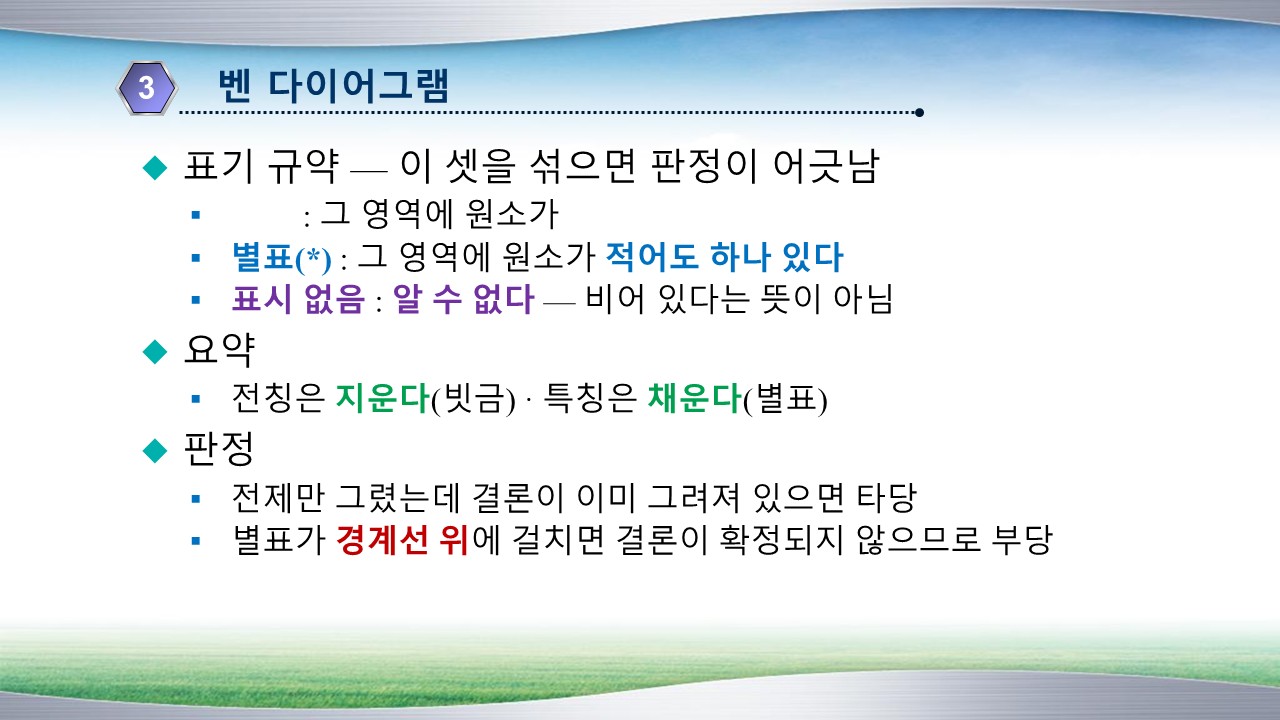 3 벤 다이어그램
표기 규약 — 이 셋을 섞으면 판정이 어긋남
: 그 영역에 원소가
별표(*) : 그 영역에 원소가 적어도 하나 있다
표시 없음 : 알 수 없다 — 비어 있다는 뜻이 아님
요약
전칭은 지운다(빗금) · 특칭은 채운다(별표)
판정
전제만 그렸는데 결론이 이미 그려져 있으면 타당
별표가 경계선 위에 걸치면 결론이 확정되지 않으므로 부당